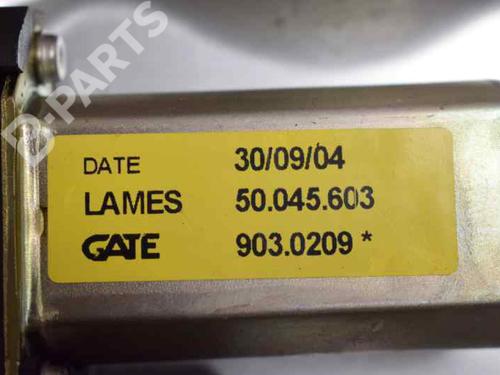 D-PARTS
DATE 30/09/04
LAMES 50.045.603
GATE 903.0209 *